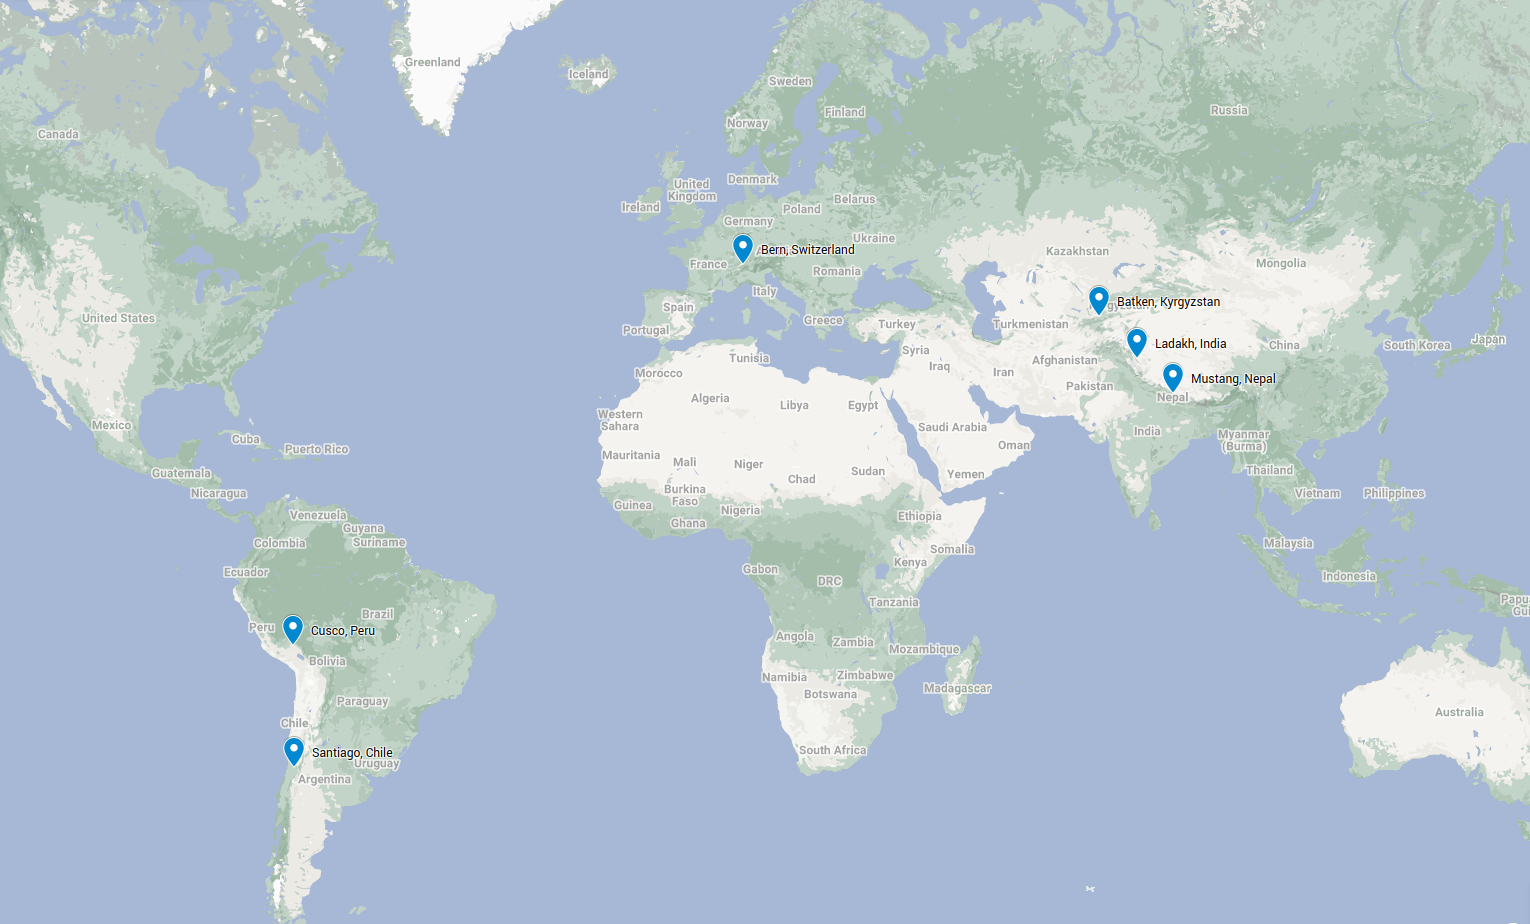 Greenland
Iceland
Sweden
Finland
Norway
Russia
Canada
Denmark
United
Kingdom
Ireland
Belarus
Poland
Germany
Ukraine
Bern, Switzerland
France
Kazakhstan
Mongolia
Romania
Italy
Batken, Kyrgyzstan
Spain
Portugal
Greece
Turkey
Turkmenistan
United States
Ladakh, India
China
South Korea
Japan
Syria
Iraq
Tunisia
Afghanistan
Iran
Morocco
Pakistan
Mustang, Nepal
Nepal
Algeria
Libya
Egypt
Western
Sahara
Mexico
Saudi Arabia
India
Oman
Myanmar
(Burma)
Cuba
Puerto Rico
Mauritania
Mali
Niger
Chad
Sudan
Yemen
Thailand
Guatemala
Nicaragua
Burkina
Faso
Vietnam
Philippines
Guinea
Nigeria
Ghana
Ethiopia
Venezuela
Guyana
Suriname
Colombia
Somalia
Malaysia
Kenya
Gabon
Ecuador
DRC
Indonesia
Tanzania
Papu
Gui
Brazil
Peru
Cusco, Peru
Angola
Zambia
Mozambique
Bolivia
Namibia
Zimbabwe
Botswana
Madagascar
Paraguay
Chile
Australia
Santiago, Chile
Uruguay
South Africa
Argentina